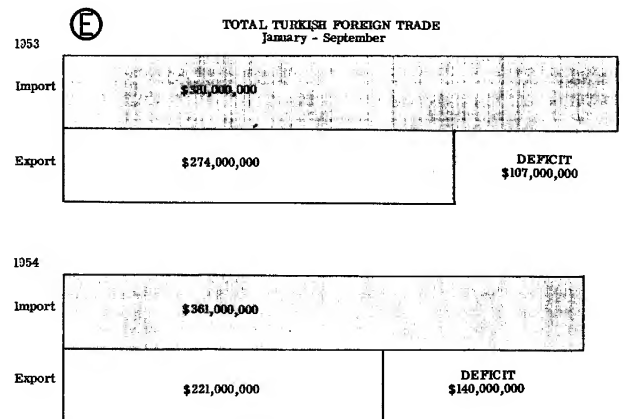 E
TOTAL TURKISH FOREIGN TRADE
January - September
1953
Import
$381,000,000
Export
$274,000,000
DEFICIT
$107,000,000
1954
Import
$361,000,000
Export
$221,000,000
DEFICIT
$140,000,000